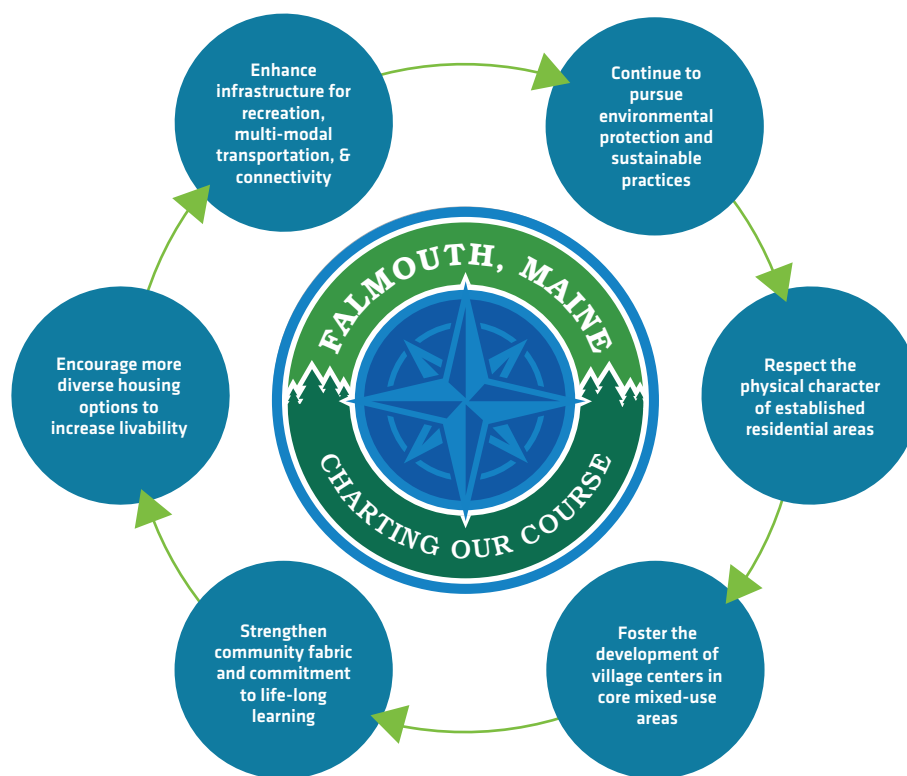 Enhance
infrastructure for
recreation,
multi-modal
transportation, &
connectivity
Continue to
pursue
environmental
protection and
sustainable
practices
FALMOUTH, MAINE
CHARTING OUR COURSE
Encourage more
diverse housing
options to
increase livability
Respect the
physical character
of established
residential areas
Strengthen
community fabric
and commitment
to life-long
learning
Foster the
development of
village centers in
core mixed-use
areas